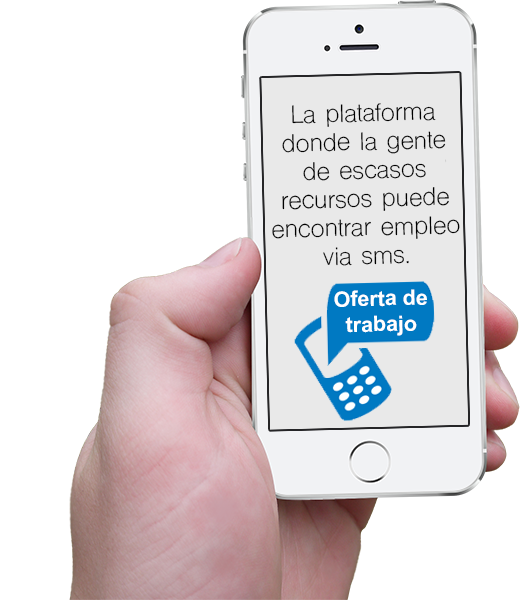 La plataforma
donde la gente
de escasos
recursos puede
encontrar empleo
via sms.
Oferta de
trabajo